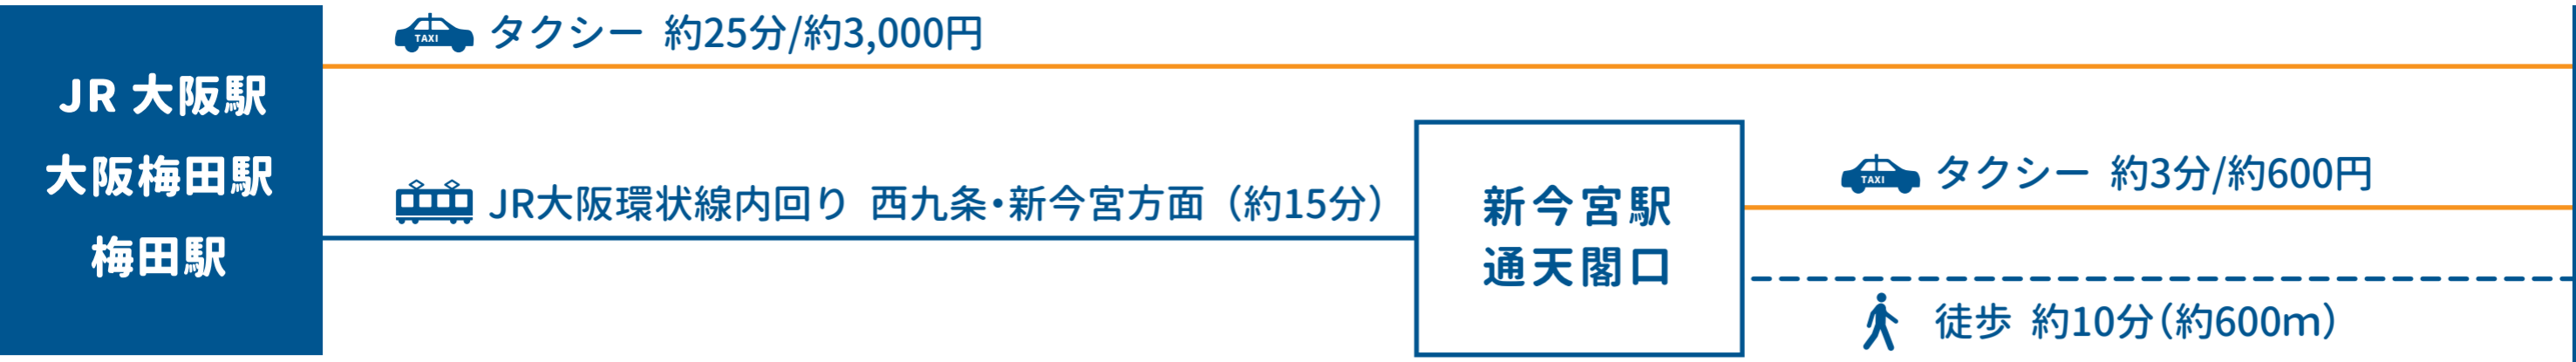 JR 大阪駅
大阪梅田駅
梅田駅
TAXI タクシー 約25分/約3,000円
JR大阪環状線内回り 西九条・新今宮方面（約15分）
新今宮駅
通天閣口
TAXI タクシー 約3分/約600円
徒歩 約10分（約600m）